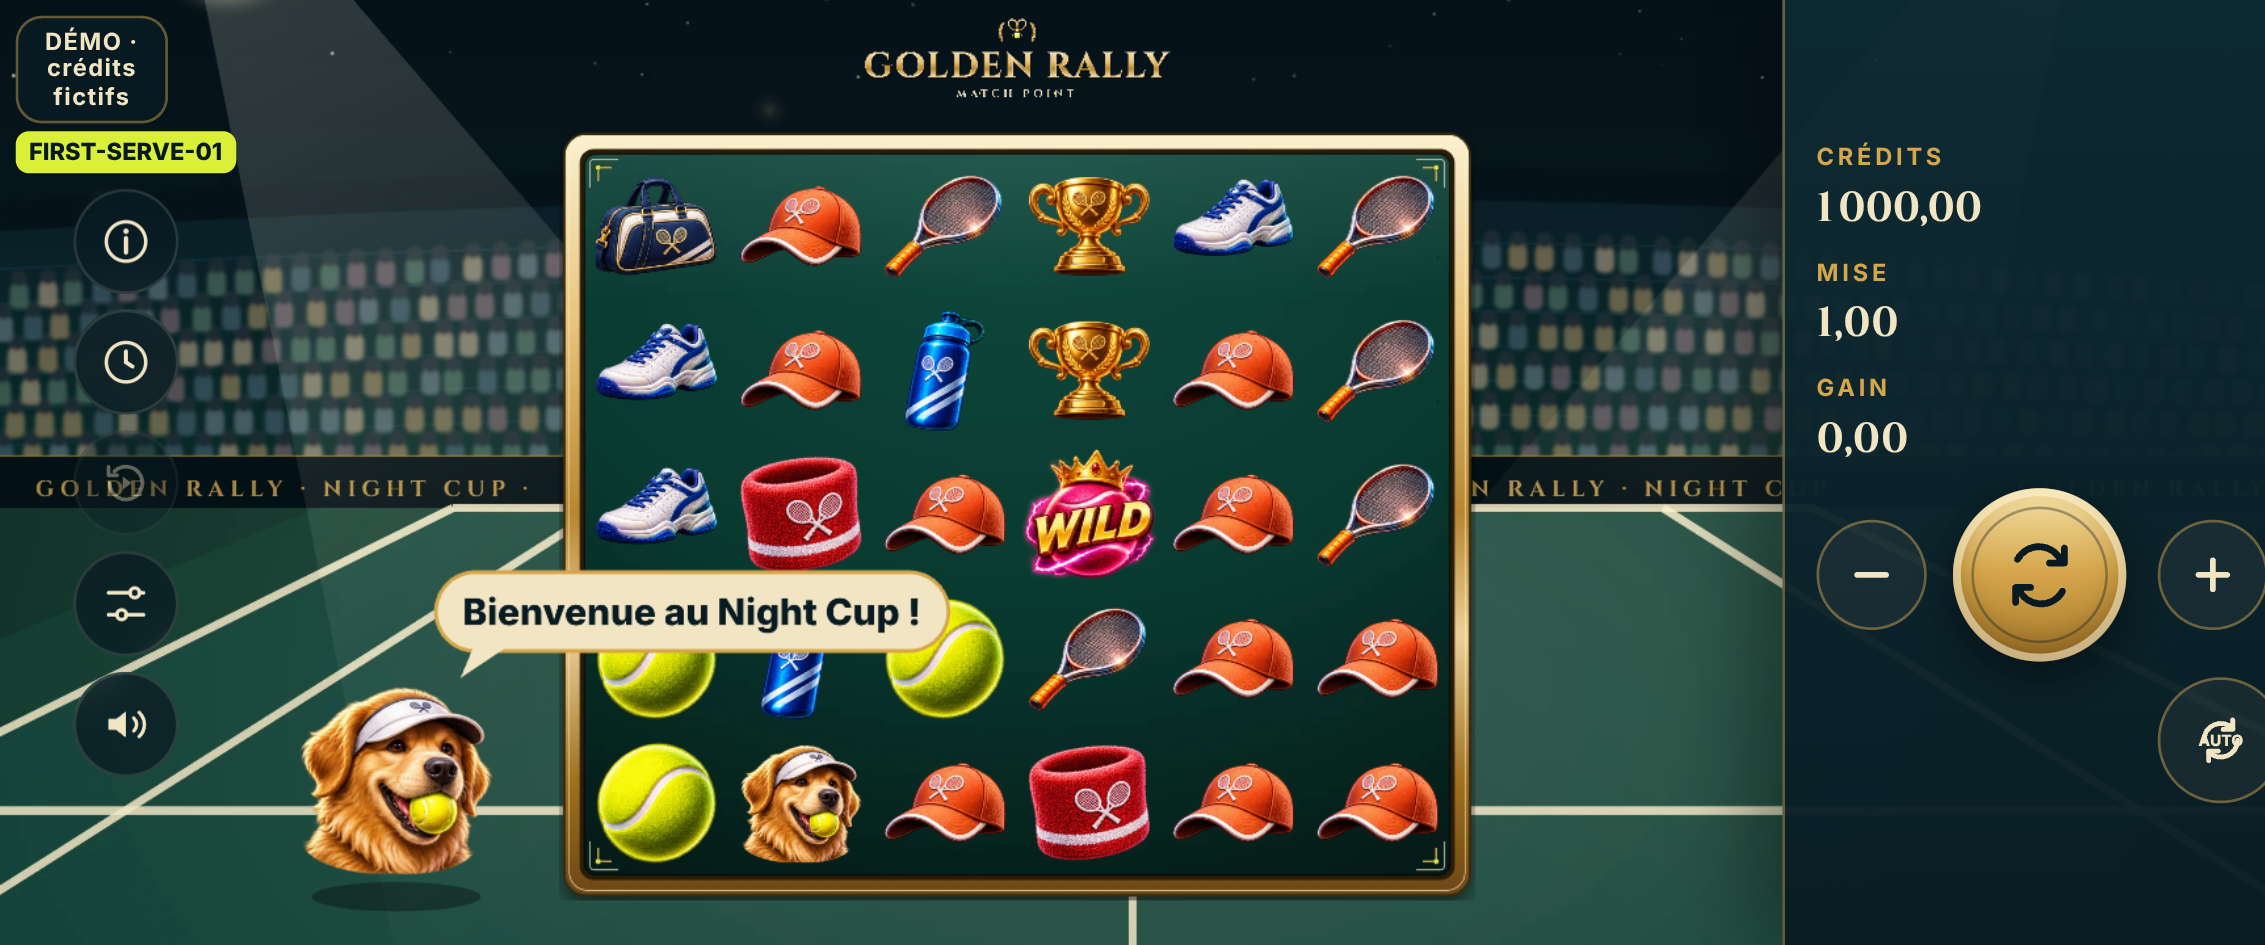 DÉMO ·
crédits
fictifs
FIRST-SERVE-01
GOLDEN RALLY
MATCH POINT
CRÉDITS
1000,00
MISE
1,00
GAIN
0,00
GOLDEN RALLY · NIGHT CUP ·
N RALLY · NIGHT CUP
WILD
Bienvenue au Night Cup !
AUTO